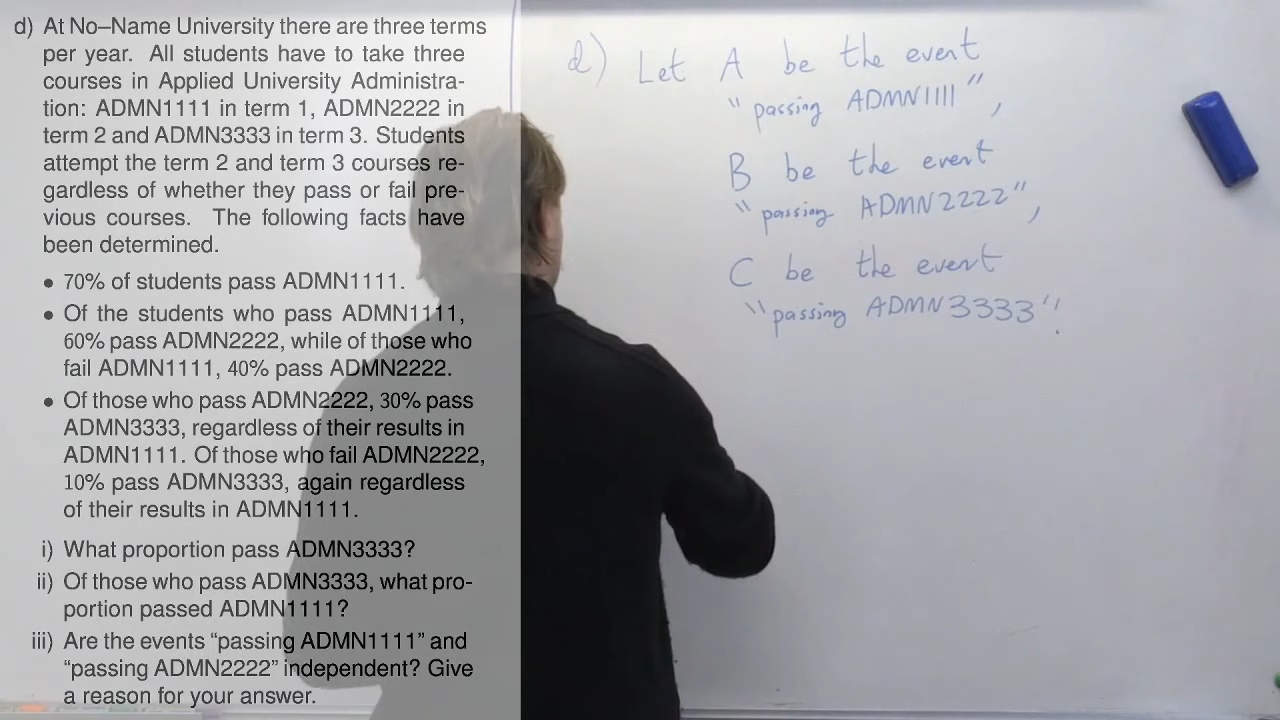 d) At No–Name University there are three terms
per year. All students have to take three
courses in Applied University Administra-
tion: ADMN1111 in term 1, ADMN2222 in
term 2 and ADMN3333 in term 3. Students
attempt the term 2 and term 3 courses re-
gardless of whether they pass or fail pre-
vious courses. The following facts have
been determined.
• 70% of students pass ADMN1111.
• Of the students who pass ADMN1111,
60% pass ADMN2222, while of those who
fail ADMN1111, 40% pass ADMN2222.
• Of those who pass ADMN2222, 30% pass
ADMN3333, regardless of their results in
ADMN1111. Of those who fail ADMN2222,
10% pass ADMN3333, again regardless
of their results in ADMN1111.
i) What proportion pass ADMN3333?
ii) Of those who pass ADMN3333, what pro-
portion passed ADMN1111?
iii) Are the events “passing ADMN1111” and
“passing ADMN2222” independent? Give
a reason for your answer.
d) Let A be the event
"passing ADMN1111",
B be the event
"passing ADMN2222",
C be the event
"passing ADMN3333".